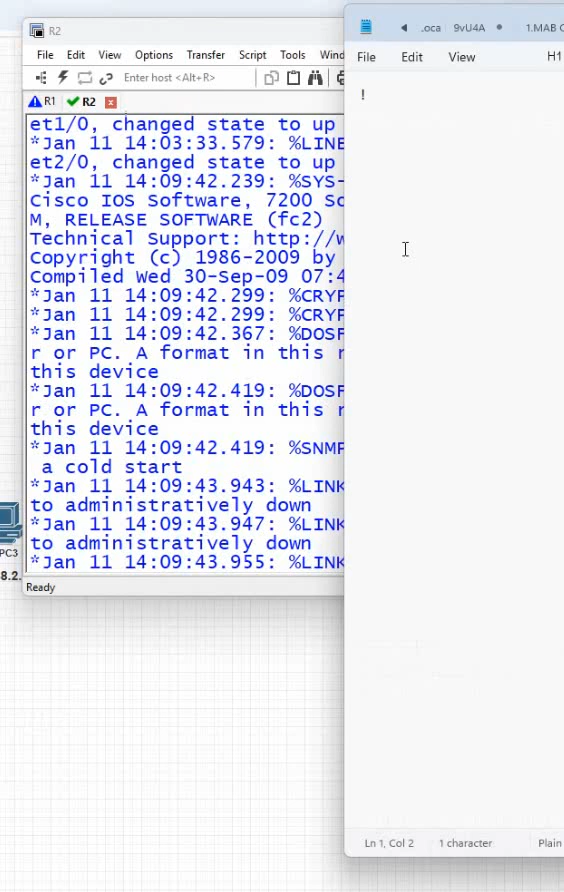 R2
File Edit View Options Transfer Script Tools
Enter host <Alt+R>
R1 R2
et1/0, changed state to up
*Jan 11 14:03:33.579: %LINE
et2/0, changed state to up
*Jan 11 14:09:42.239: %SYS-
Cisco IOS Software, 7200 So
M, RELEASE SOFTWARE (fc2)
Technical Support: http://w
Copyright (c) 1986-2009 by
Compiled Wed 30-Sep-09 07:4
*Jan 11 14:09:42.299: %CRYP
*Jan 11 14:09:42.299: %CRYP
*Jan 11 14:09:42.367: %DOSF
r or PC. A format in this r
this device
*Jan 11 14:09:42.419: %DOSF
r or PC. A format in this r
this device
*Jan 11 14:09:42.419: %SNMP
a cold start
*Jan 11 14:09:43.943: %LINK
to administratively down
*Jan 11 14:09:43.947: %LINK
to administratively down
*Jan 11 14:09:43.955: %LINK
Ready
PC3
8.2.
.oca 9vU4A 1.MAB
File Edit View H1
!
Ln 1, Col 2 1 character Plain